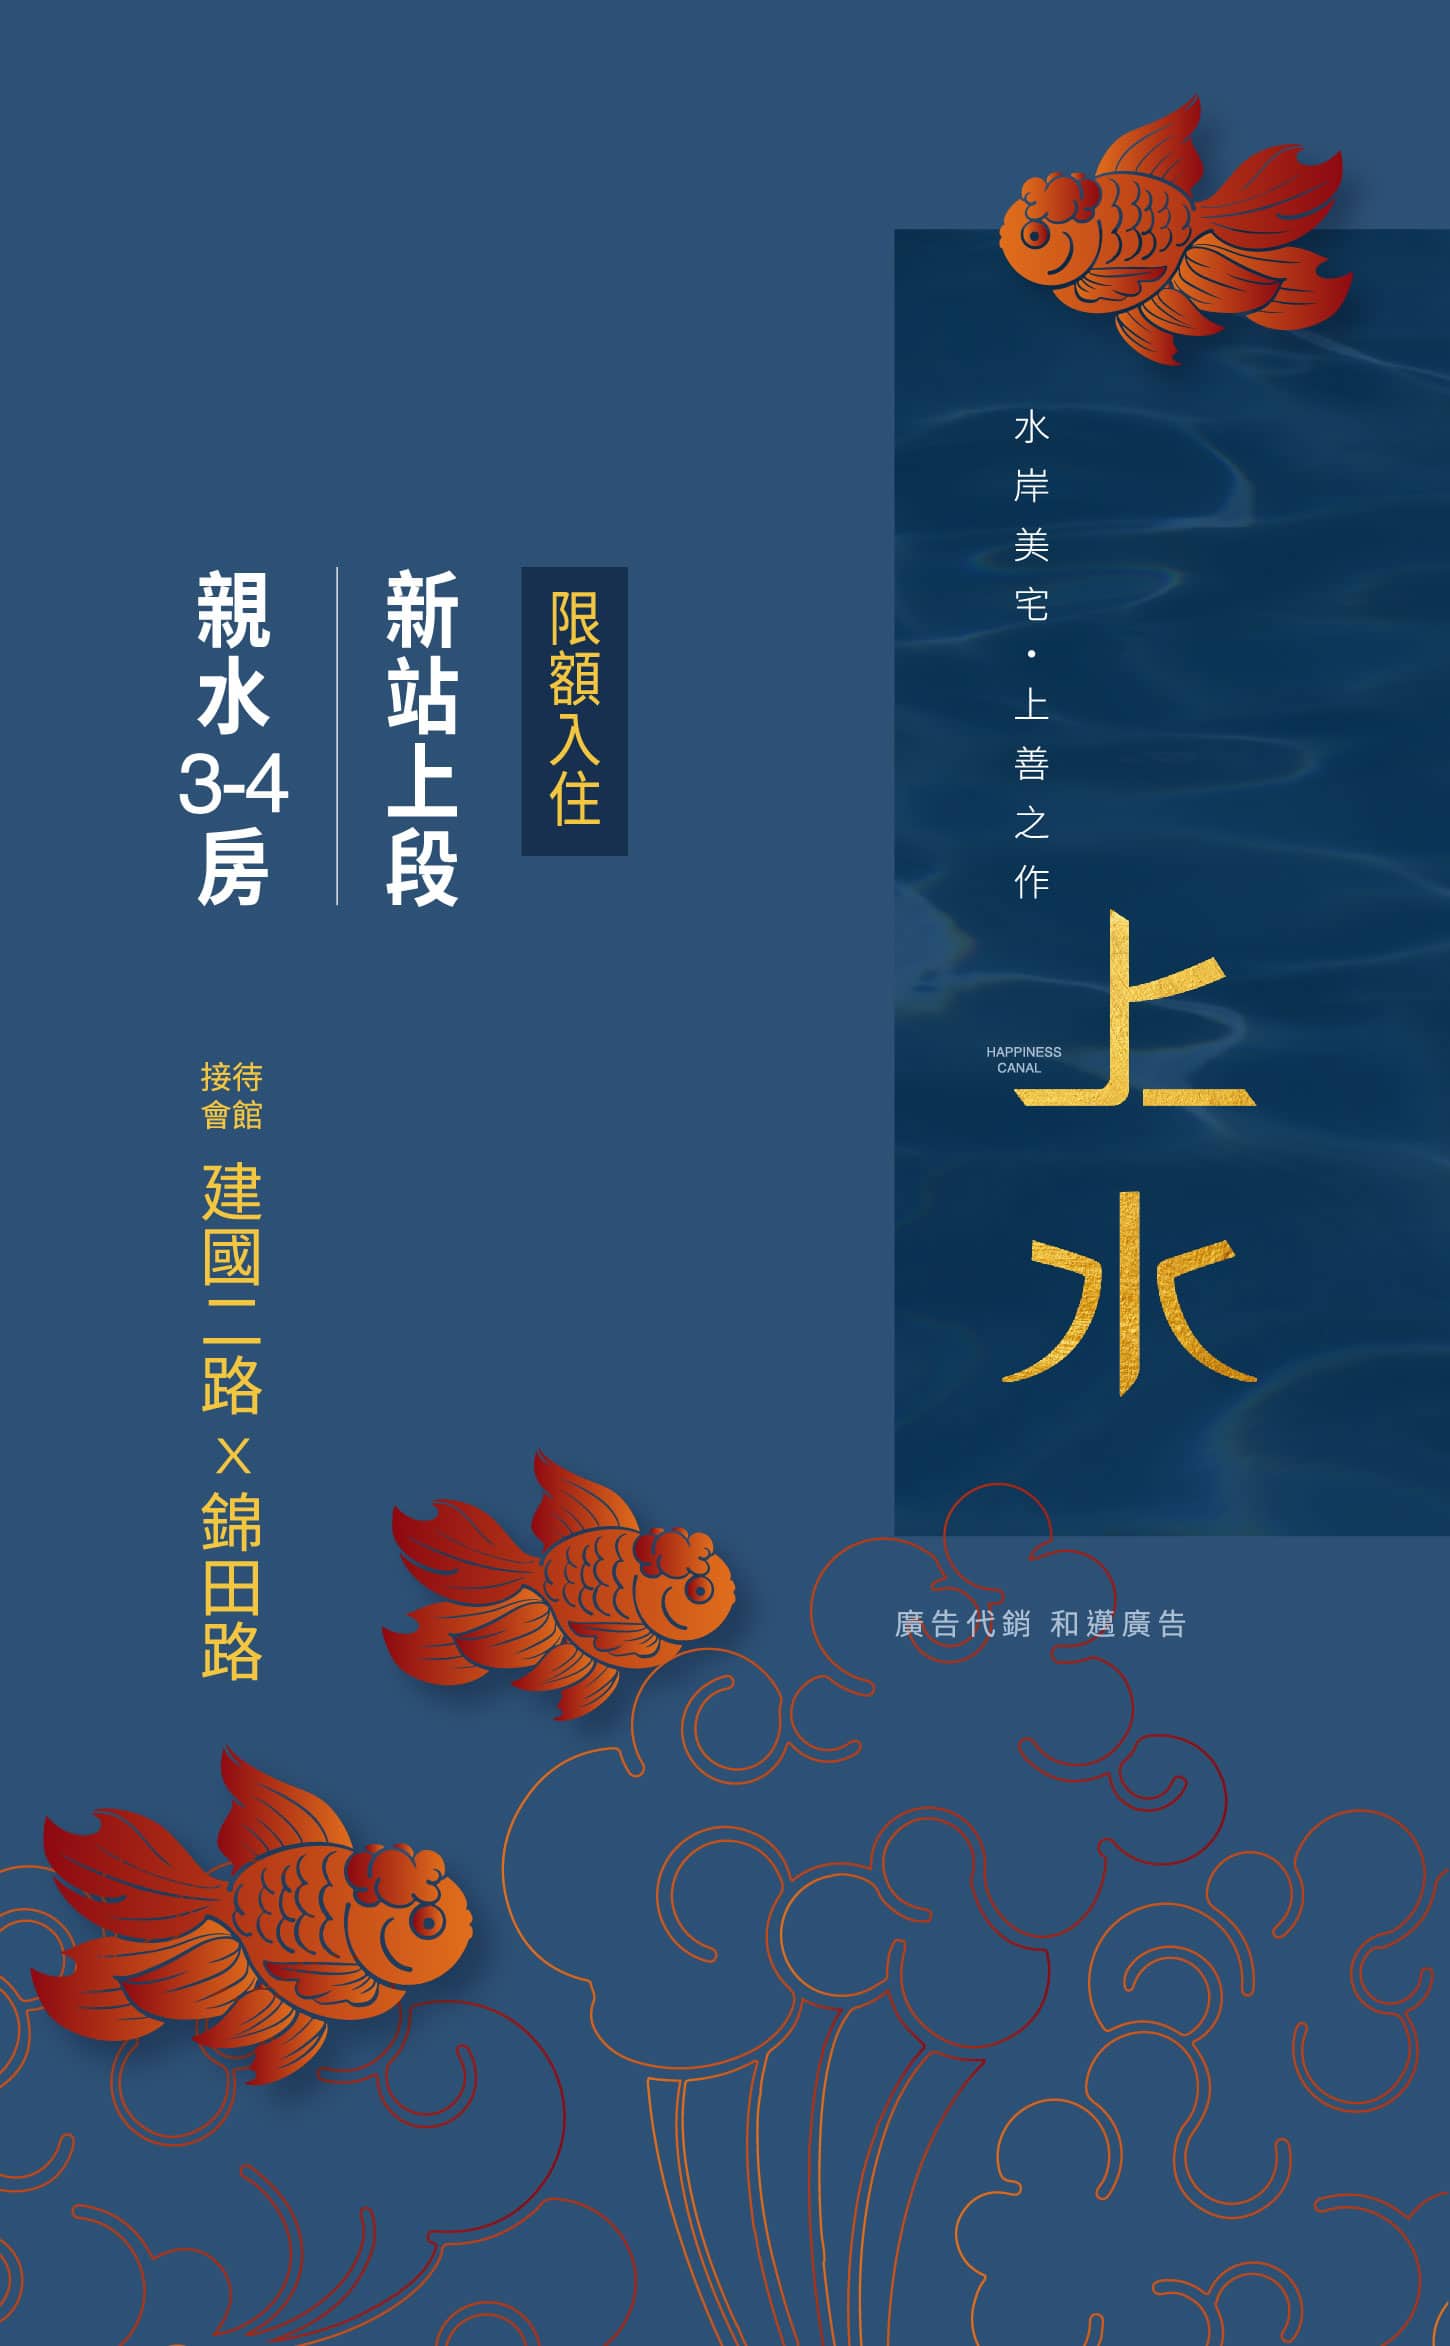 水岸美宅・上善之作
上水
HAPPINESS
CANAL
限額入住
新站上段
親水3-4房
接待
會館
建國二路X錦田路
廣告代銷 和邁廣告